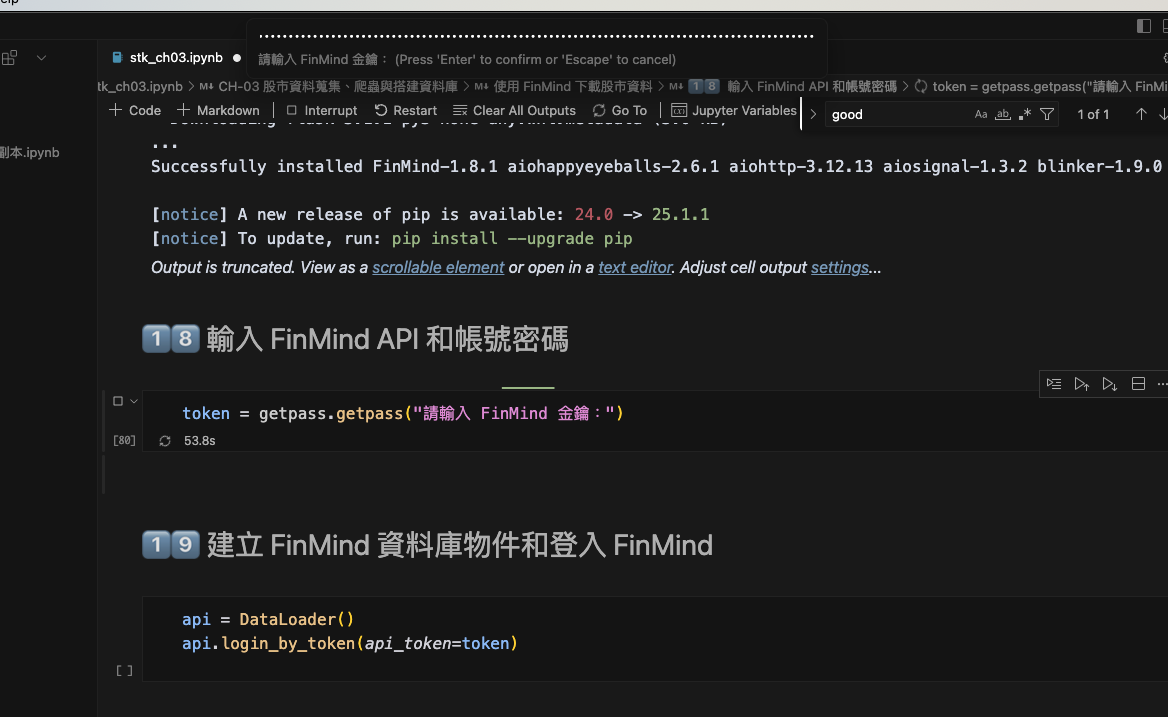 stk_ch03.ipynb
請輸入 FinMind 金鑰： (Press 'Enter' to confirm or 'Escape' to cancel)
tk_ch03.ipynb > M↓ CH-03 股市資料蒐集、爬蟲與搭建資料庫 > M↓ 使用 FinMind 下載股市資料 > M↓ 1️⃣8️⃣ 輸入 FinMind API 和帳號密碼 > token = getpass.getpass("請輸入 FinMi
+ Code + Markdown | Interrupt Restart Clear All Outputs Go To | Jupyter Variables
> good Aa ab .* 1 of 1
副本.ipynb
...
Successfully installed FinMind-1.8.1 aiohappyeyeballs-2.6.1 aiohttp-3.12.13 aiosignal-1.3.2 blinker-1.9.0
[notice] A new release of pip is available: 24.0 -> 25.1.1
[notice] To update, run: pip install --upgrade pip
Output is truncated. View as a scrollable element or open in a text editor. Adjust cell output settings...
1️⃣8️⃣ 輸入 FinMind API 和帳號密碼
token = getpass.getpass("請輸入 FinMind 金鑰：")
[80] 53.8s
1️⃣9️⃣ 建立 FinMind 資料庫物件和登入 FinMind
api = DataLoader()
api.login_by_token(api_token=token)
[ ]